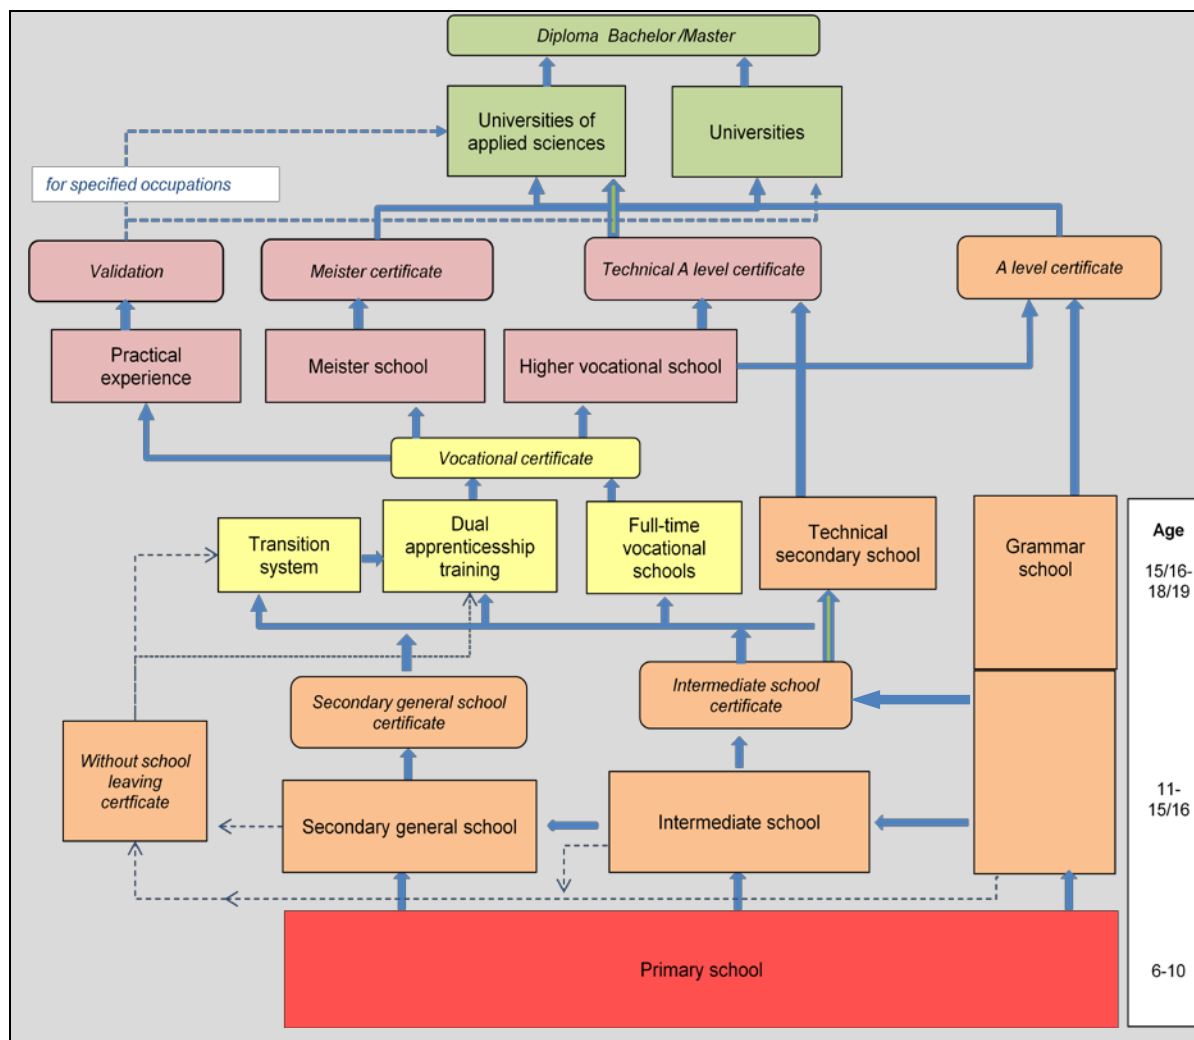 Diploma Bachelor /Master
Universities of
applied sciences
Universities
for specified occupations
Validation
Meister certificate
Technical A level certificate
A level certificate
Practical
experience
Meister school
Higher vocational school
Vocational certificate
Transition
system
Dual
apprenticesship
training
Full-time
vocational
schools
Technical
secondary school
Grammar
school
Age
15/16-
18/19
Secondary general school
certificate
Intermediate school
certificate
Without school
leaving
certficate
Secondary general school
Intermediate school
11-
15/16
Primary school
6-10